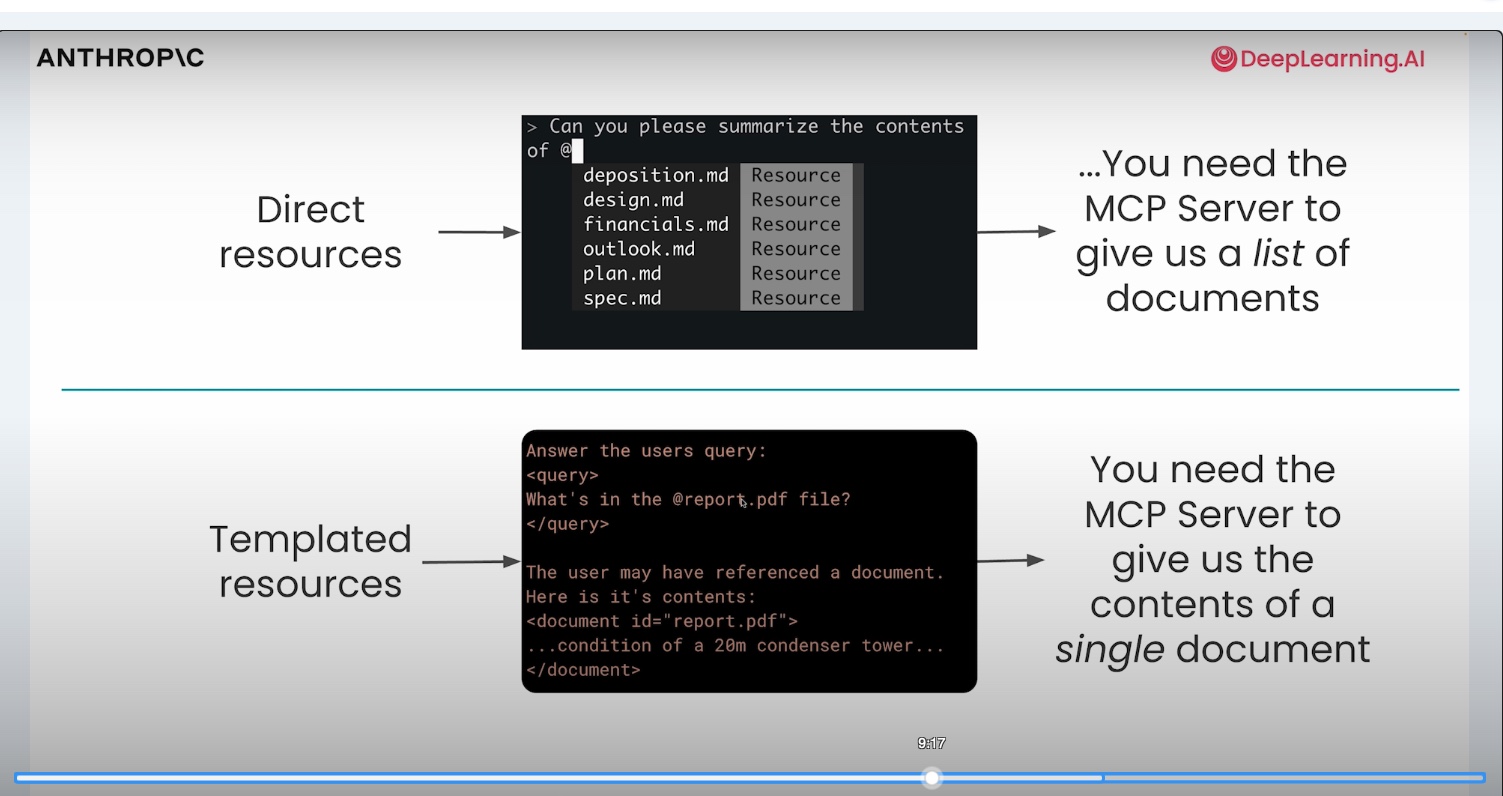 ANTHROP\C
DeepLearning.AI
Direct
resources
> Can you please summarize the contents
of @
deposition.md Resource
design.md Resource
financials.md Resource
outlook.md Resource
plan.md Resource
spec.md Resource
...You need the
MCP Server to
give us a list of
documents
Templated
resources
Answer the users query:
<query>
What's in the @report.pdf file?
</query>
The user may have referenced a document.
Here is it's contents:
<document id="report.pdf">
...condition of a 20m condenser tower...
</document>
You need the
MCP Server to
give us the
contents of a
single document
9:17